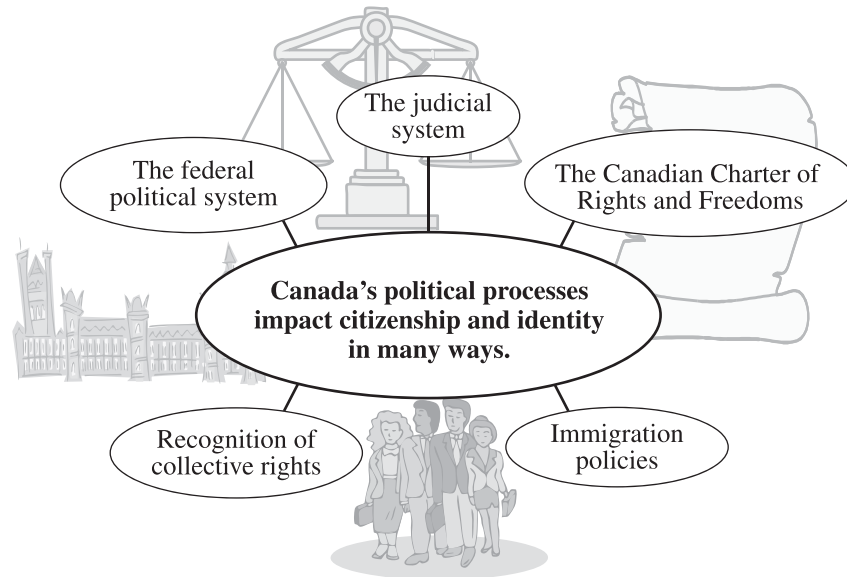 The judicial
system
The federal
political system
The Canadian Charter of
Rights and Freedoms
Canada’s political processes
impact citizenship and identity
in many ways.
Recognition of
collective rights
Immigration
policies